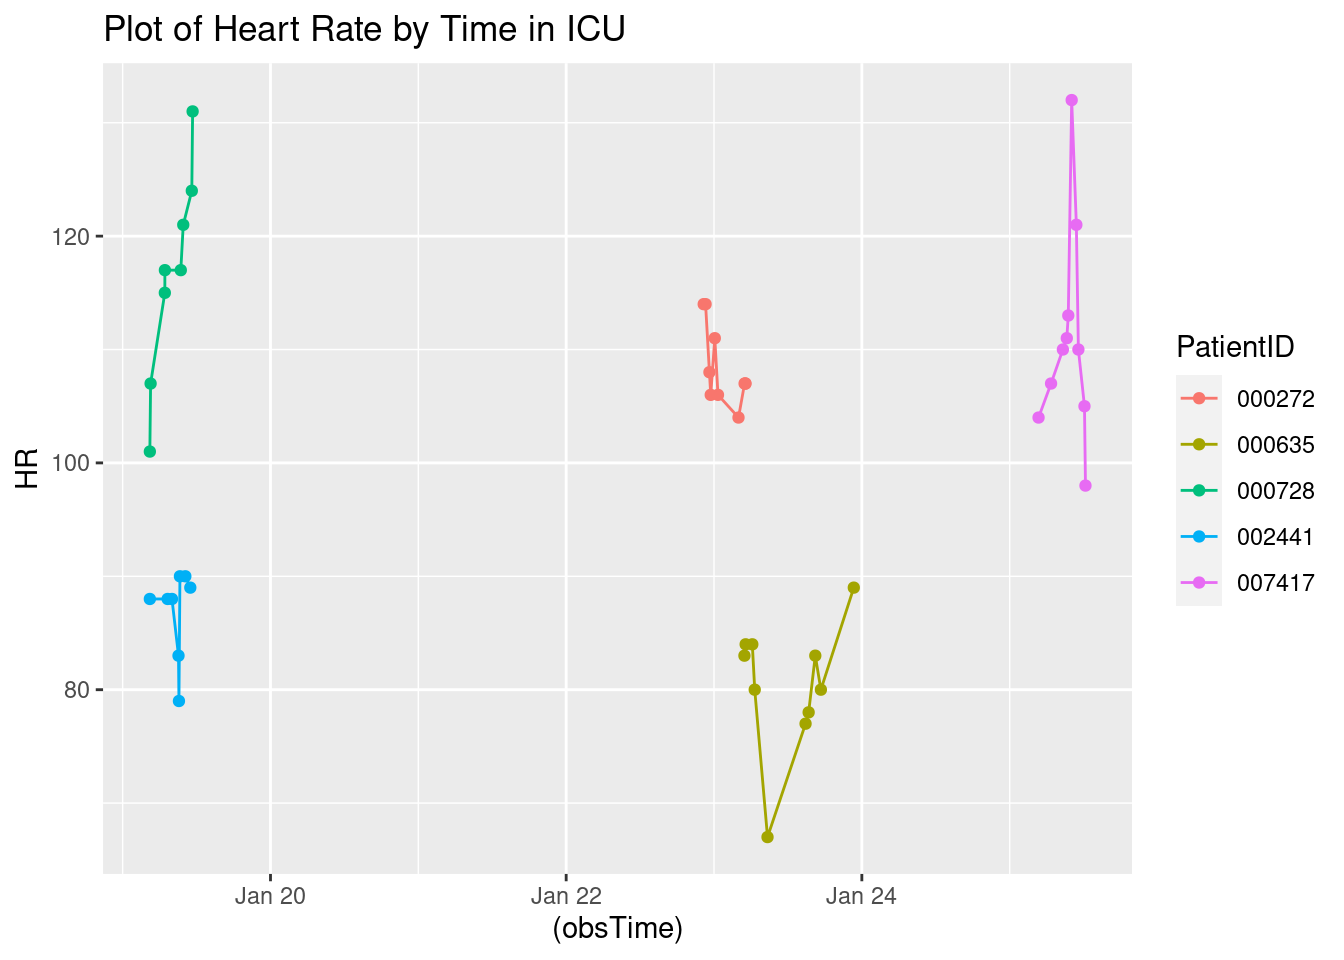 Plot of Heart Rate by Time in ICU
HR
120
100
80
Jan 20
Jan 22
Jan 24
(obsTime)
PatientID
000272
000635
000728
002441
007417